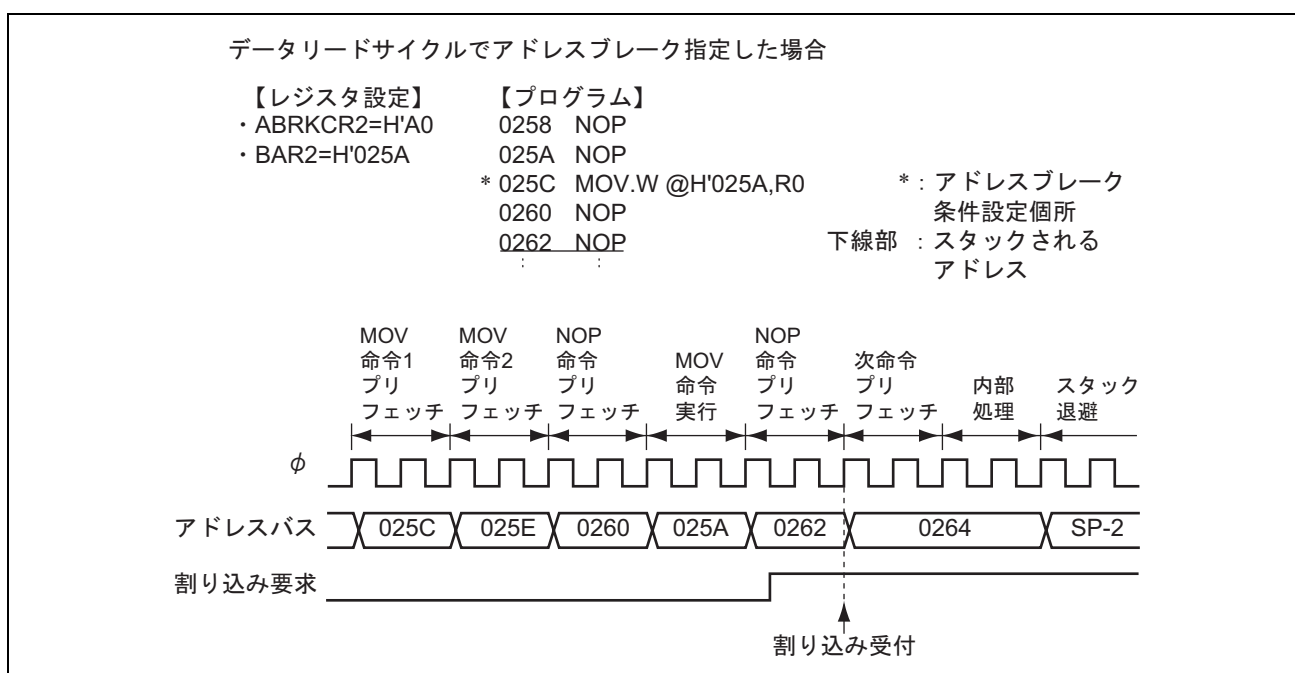 データリードサイクルでアドレスブレーク指定した場合
【レジスタ設定】
・ABRKCR2=H'A0
・BAR2=H'025A
【プログラム】
0258 NOP
025A NOP
* 025C MOV.W @H'025A,R0
0260 NOP
0262 NOP
: :
* : アドレスブレーク
条件設定個所
下線部 : スタックされる
アドレス
MOV
命令1
プリ
フェッチ
MOV
命令2
プリ
フェッチ
NOP
命令
プリ
フェッチ
MOV
命令
実行
NOP
命令
プリ
フェッチ
次命令
プリ
フェッチ
内部
処理
スタック
退避
φ
アドレスバス 025C 025E 0260 025A 0262 0264 SP-2
割り込み要求
割り込み受付